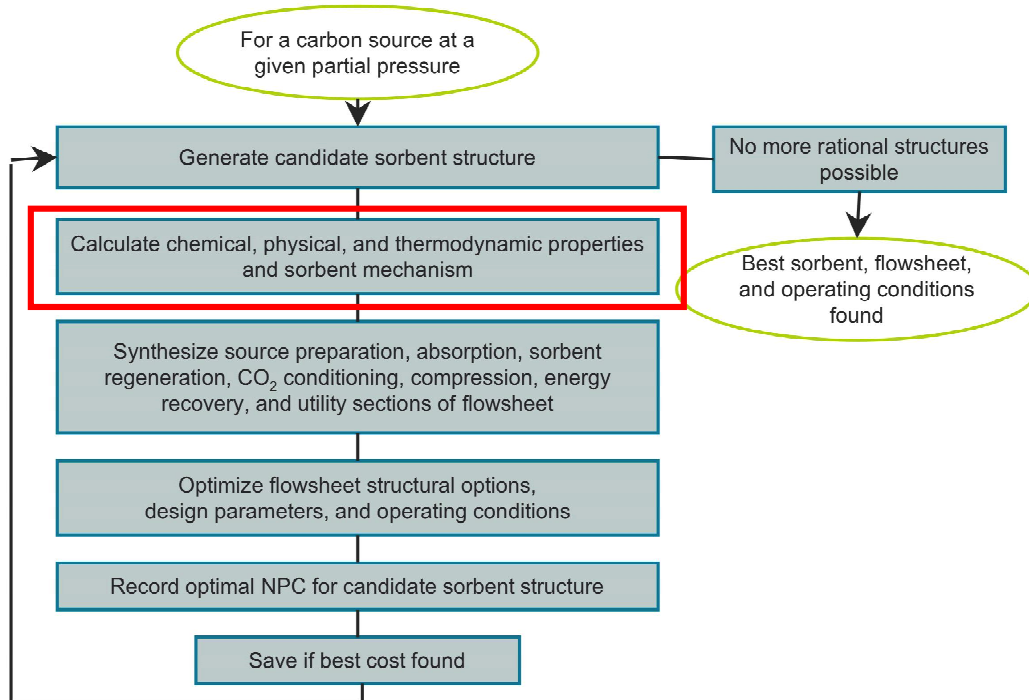 For a carbon source at a
given partial pressure
Generate candidate sorbent structure
No more rational structures
possible
Calculate chemical, physical, and thermodynamic properties
and sorbent mechanism
Best sorbent, flowsheet,
and operating conditions
found
Synthesize source preparation, absorption, sorbent
regeneration, CO₂ conditioning, compression, energy
recovery, and utility sections of flowsheet
Optimize flowsheet structural options,
design parameters, and operating conditions
Record optimal NPC for candidate sorbent structure
Save if best cost found